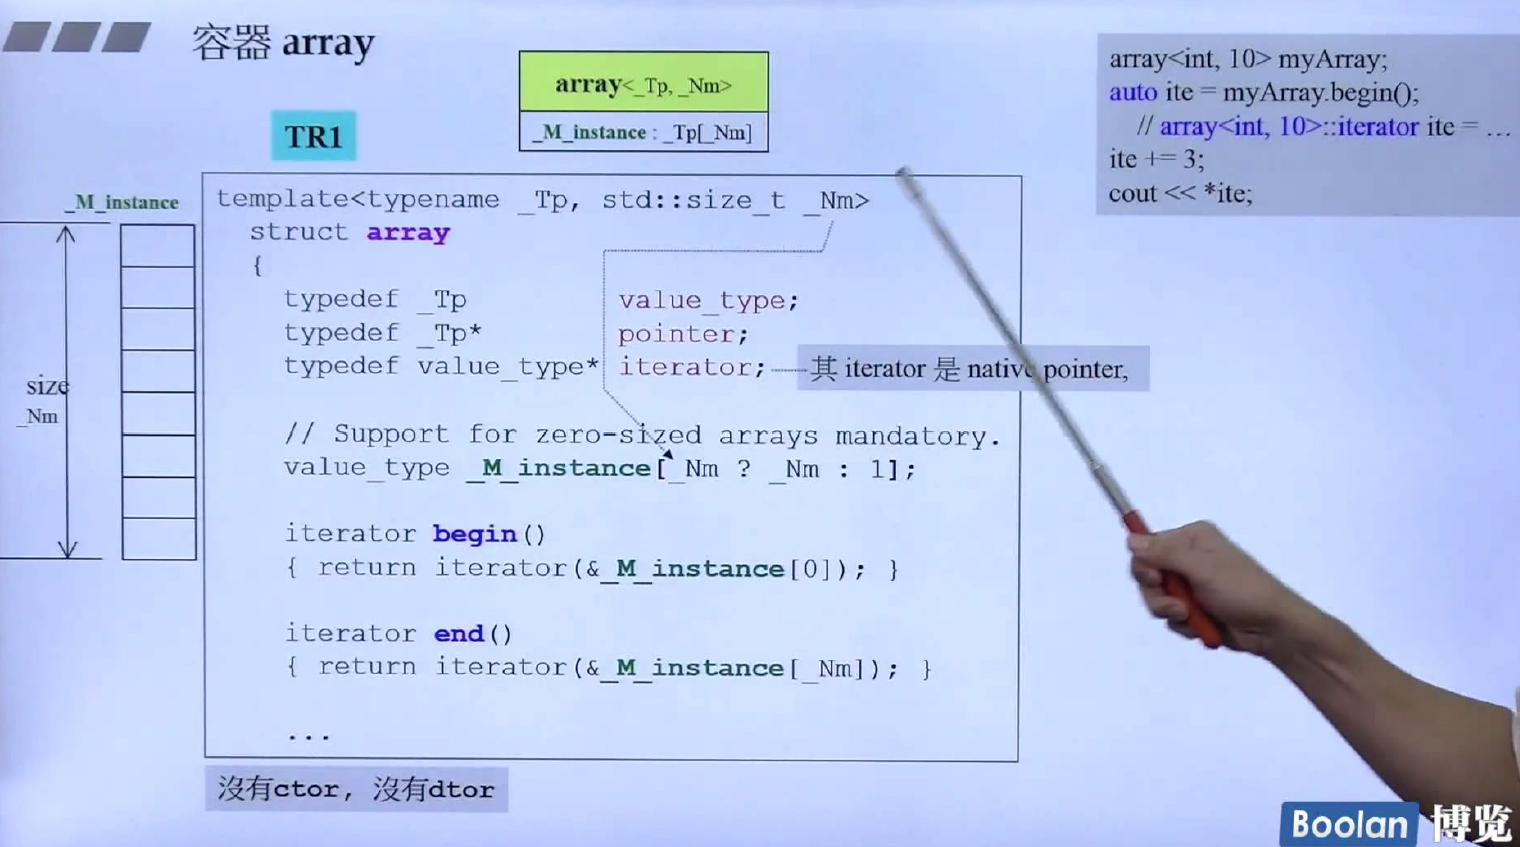 容器 array
array<_Tp, _Nm>
_M_instance : _Tp[_Nm]
array<int, 10> myArray;
auto ite = myArray.begin();
// array<int, 10>::iterator ite = ...
ite += 3;
cout << *ite;
TR1
_M_instance
size
_Nm
template<typename _Tp, std::size_t _Nm>
struct array
{
typedef _Tp value_type;
typedef _Tp* pointer;
typedef value_type* iterator;
其 iterator 是 native pointer,
// Support for zero-sized arrays mandatory.
value_type _M_instance[_Nm ? _Nm : 1];
iterator begin()
{ return iterator(&_M_instance[0]); }
iterator end()
{ return iterator(&_M_instance[_Nm]); }
...
沒有ctor, 沒有dtor
Boolan 博览